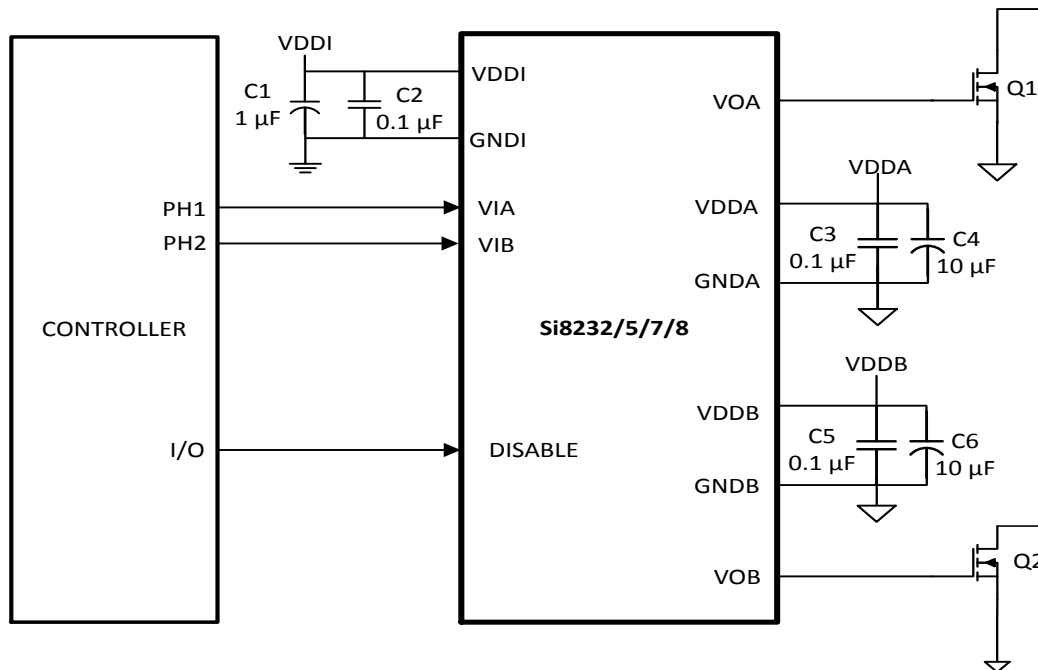 VDDI
C1
1 µF
C2
0.1 µF
VDDI
GNDI
PH1
PH2
VIA
VIB
CONTROLLER
Si8232/5/7/8
I/O
DISABLE
VOA
Q1
VDDA
VDDA
C3
0.1 µF
C4
10 µF
GNDA
VDDB
VDDB
C5
0.1 µF
C6
10 µF
GNDB
VOB
Q2